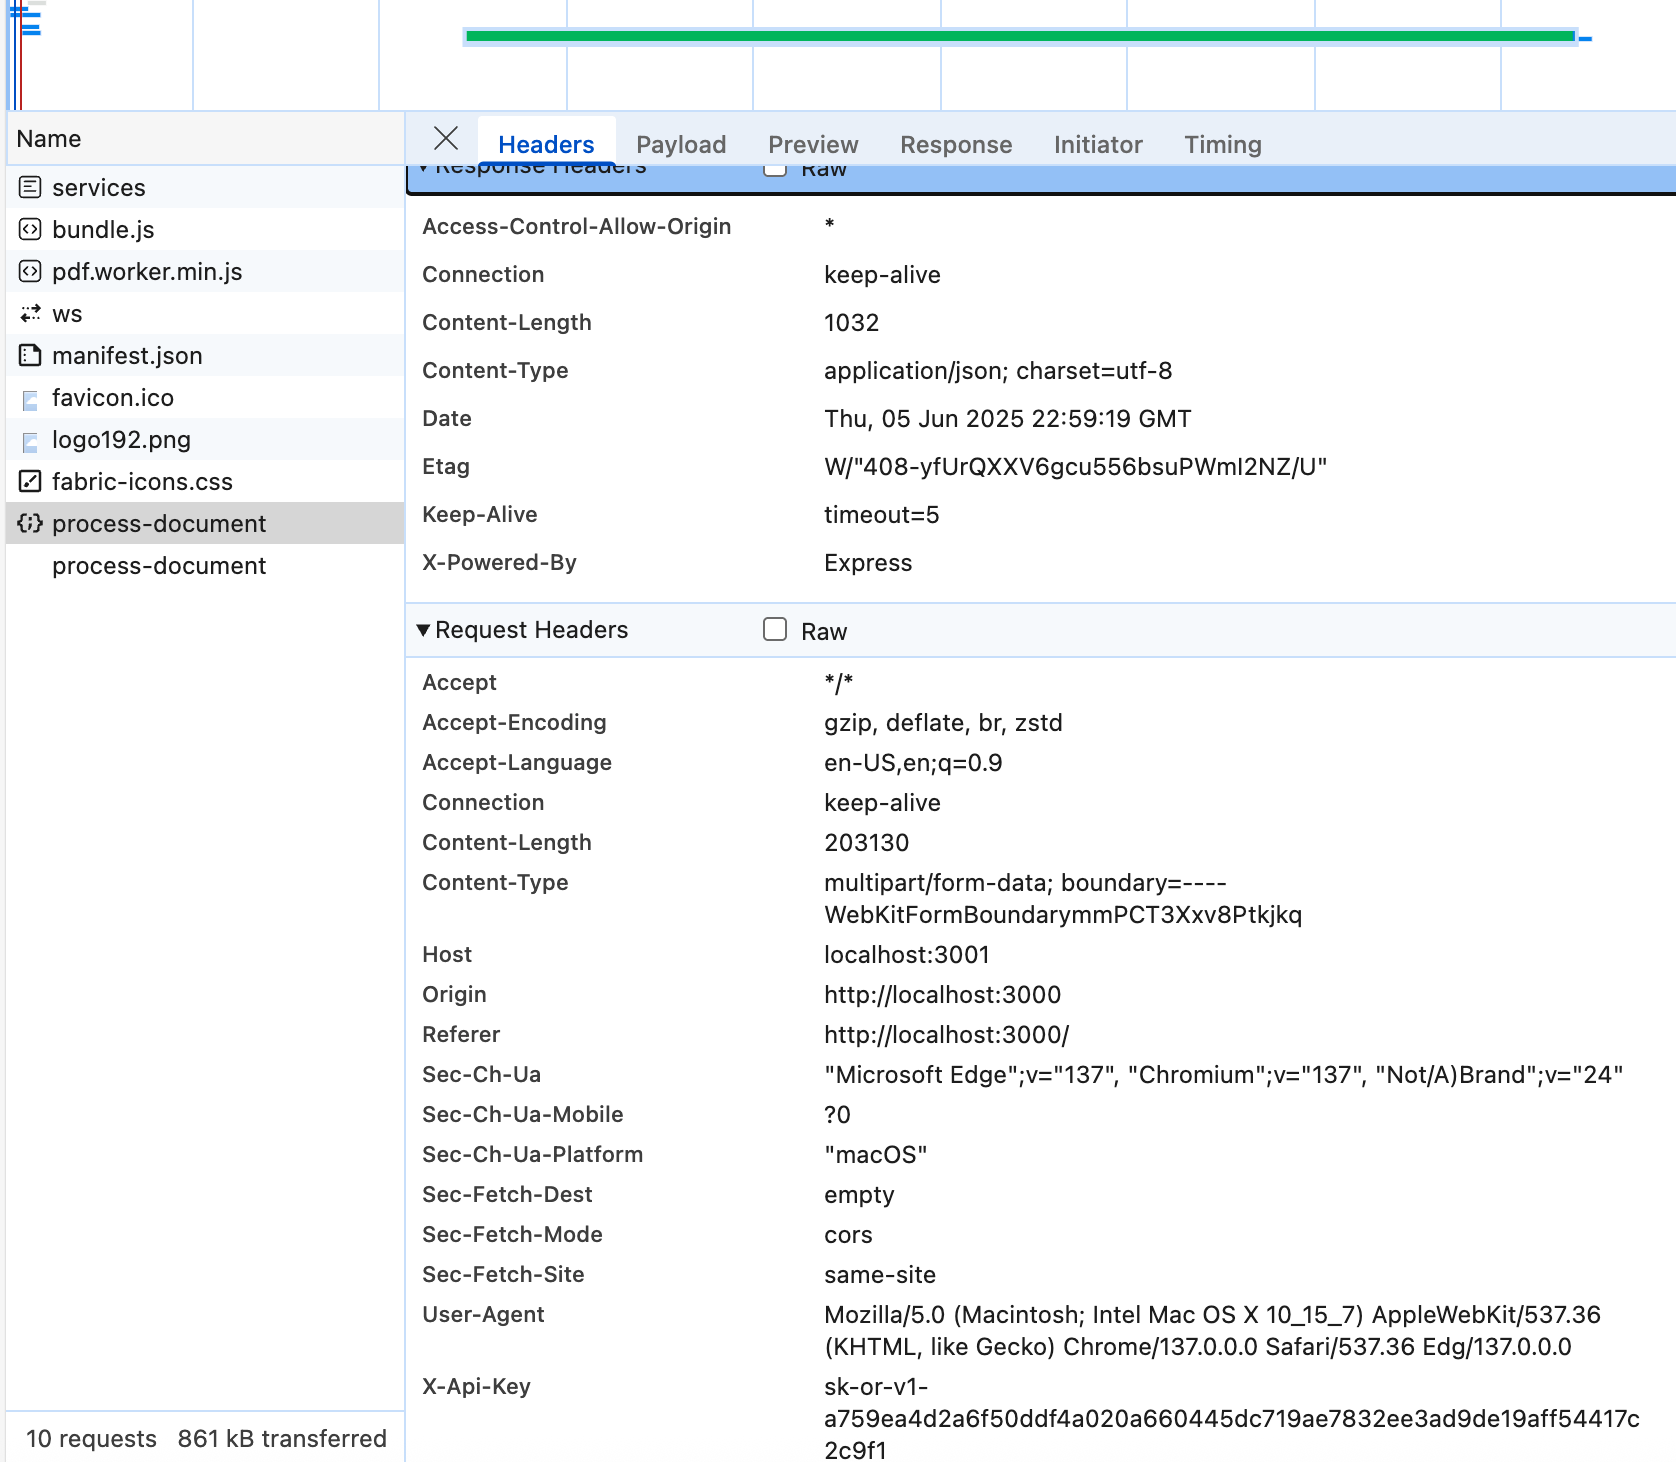 Name
services
bundle.js
pdf.worker.min.js
ws
manifest.json
favicon.ico
logo192.png
fabric-icons.css
process-document
process-document
10 requests 861 kB transferred
Headers Payload Preview Response Initiator Timing
Response Headers Raw
Access-Control-Allow-Origin *
Connection keep-alive
Content-Length 1032
Content-Type application/json; charset=utf-8
Date Thu, 05 Jun 2025 22:59:19 GMT
Etag W/"408-yfUrQXXV6gcu556bsuPWmI2NZ/U"
Keep-Alive timeout=5
X-Powered-By Express
Request Headers Raw
Accept */*
Accept-Encoding gzip, deflate, br, zstd
Accept-Language en-US,en;q=0.9
Connection keep-alive
Content-Length 203130
Content-Type multipart/form-data; boundary=----
WebKitFormBoundarymmPCT3Xxv8Ptkjkq
Host localhost:3001
Origin http://localhost:3000
Referer http://localhost:3000/
Sec-Ch-Ua "Microsoft Edge";v="137", "Chromium";v="137", "Not/A)Brand";v="24"
Sec-Ch-Ua-Mobile ?0
Sec-Ch-Ua-Platform "macOS"
Sec-Fetch-Dest empty
Sec-Fetch-Mode cors
Sec-Fetch-Site same-site
User-Agent Mozilla/5.0 (Macintosh; Intel Mac OS X 10_15_7) AppleWebKit/537.36
(KHTML, like Gecko) Chrome/137.0.0.0 Safari/537.36 Edg/137.0.0.0
X-Api-Key sk-or-v1-
a759ea4d2a6f50ddf4a020a660445dc719ae7832ee3ad9de19aff54417c
2c9f1